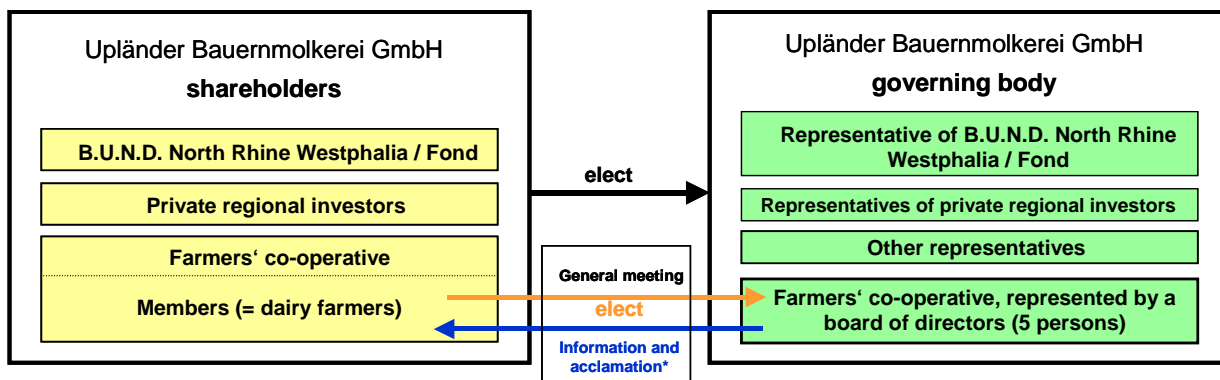 Upländer Bauernmolkerei GmbH
shareholders
B.U.N.D. North Rhine Westphalia / Fond
Private regional investors
Farmers‘ co-operative
Members (= dairy farmers)
elect
General meeting
elect
Information and
acclamation*
Upländer Bauernmolkerei GmbH
governing body
Representative of B.U.N.D. North Rhine
Westphalia / Fond
Representatives of private regional investors
Other representatives
Farmers‘ co-operative, represented by a
board of directors (5 persons)